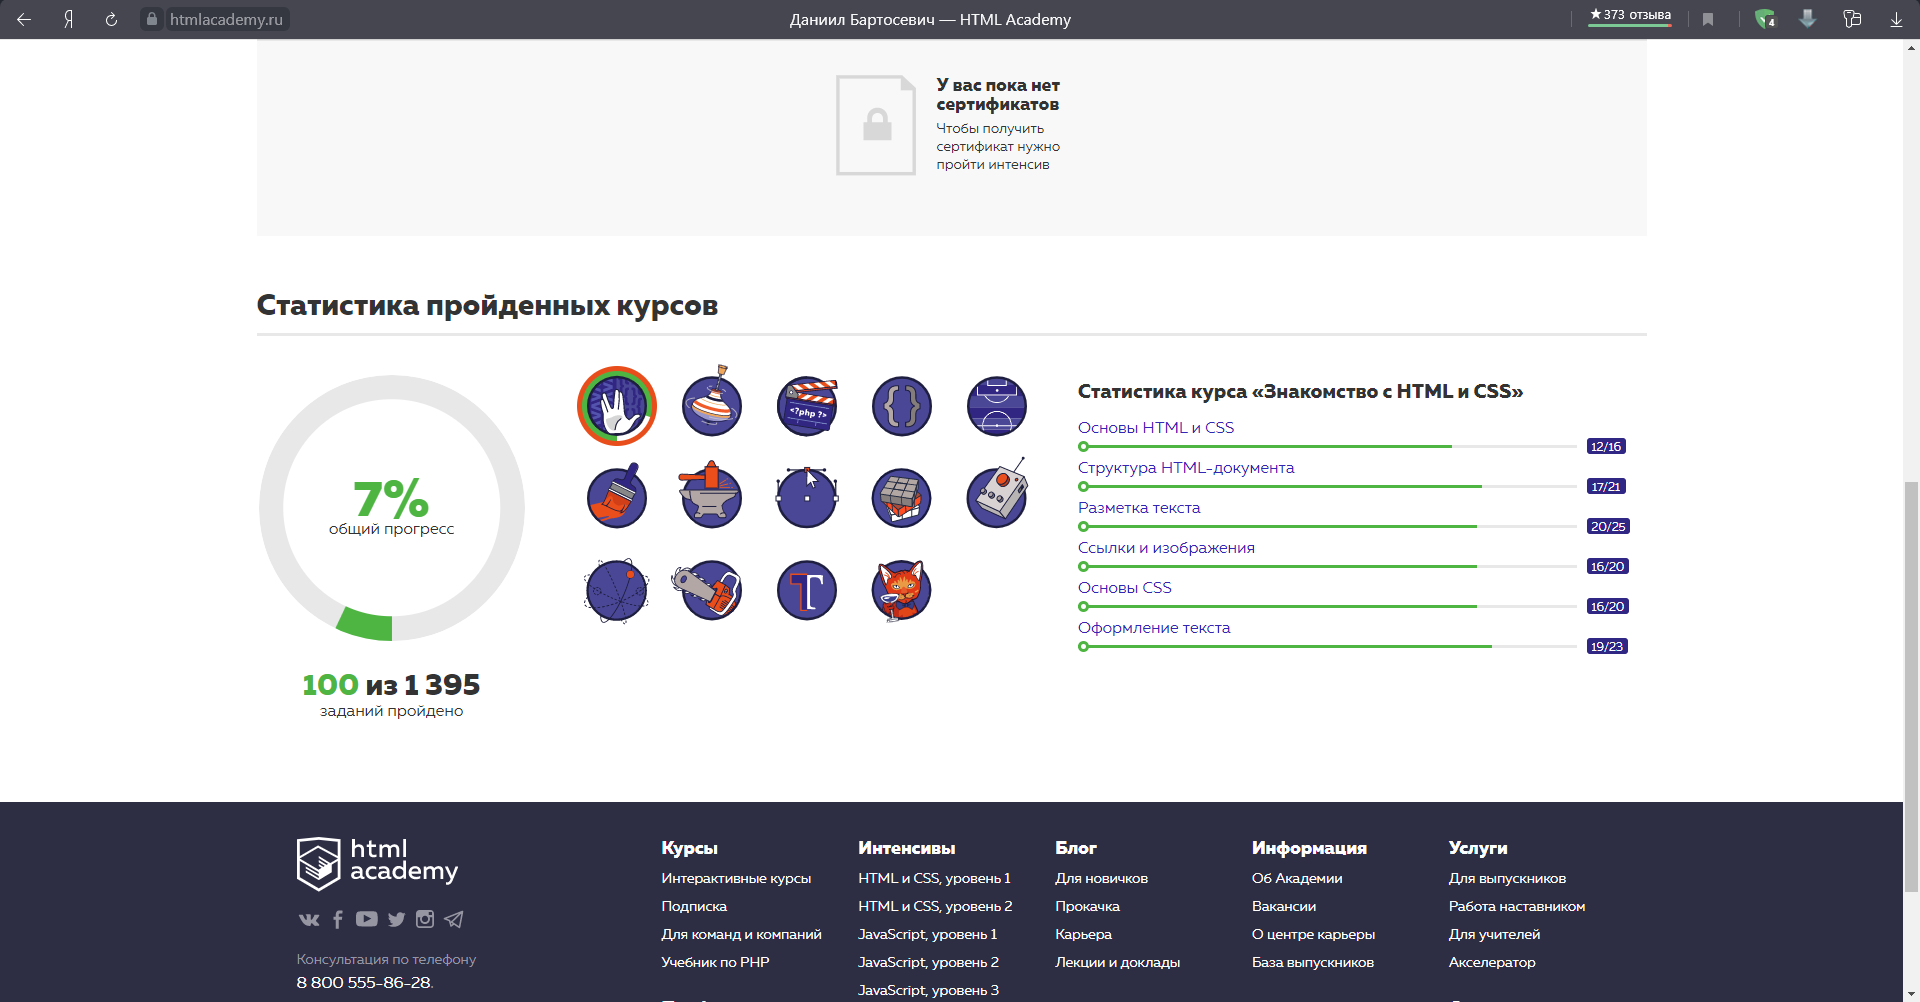 htmlacademy.ru
Даниил Бартосевич — HTML Academy
★373 отзыва
4
У вас пока нет
сертификатов
Чтобы получить
сертификат нужно
пройти интенсив
Статистика пройденных курсов
7%
общий прогресс
100 из 1 395
заданий пройдено
<?php ?>
{ }
T T
Статистика курса «Знакомство с HTML и CSS»
Основы HTML и CSS
12/16
Структура HTML-документа
17/21
Разметка текста
20/25
Ссылки и изображения
16/20
Основы CSS
16/20
Оформление текста
19/23
html
academy
Консультация по телефону
8 800 555-86-28.
Курсы
Интерактивные курсы
Подписка
Для команд и компаний
Учебник по PHP
Интенсивы
HTML и CSS, уровень 1
HTML и CSS, уровень 2
JavaScript, уровень 1
JavaScript, уровень 2
JavaScript, уровень 3
Блог
Для новичков
Прокачка
Карьера
Лекции и доклады
Информация
Об Академии
Вакансии
О центре карьеры
База выпускников
Услуги
Для выпускников
Работа наставником
Для учителей
Акселератор